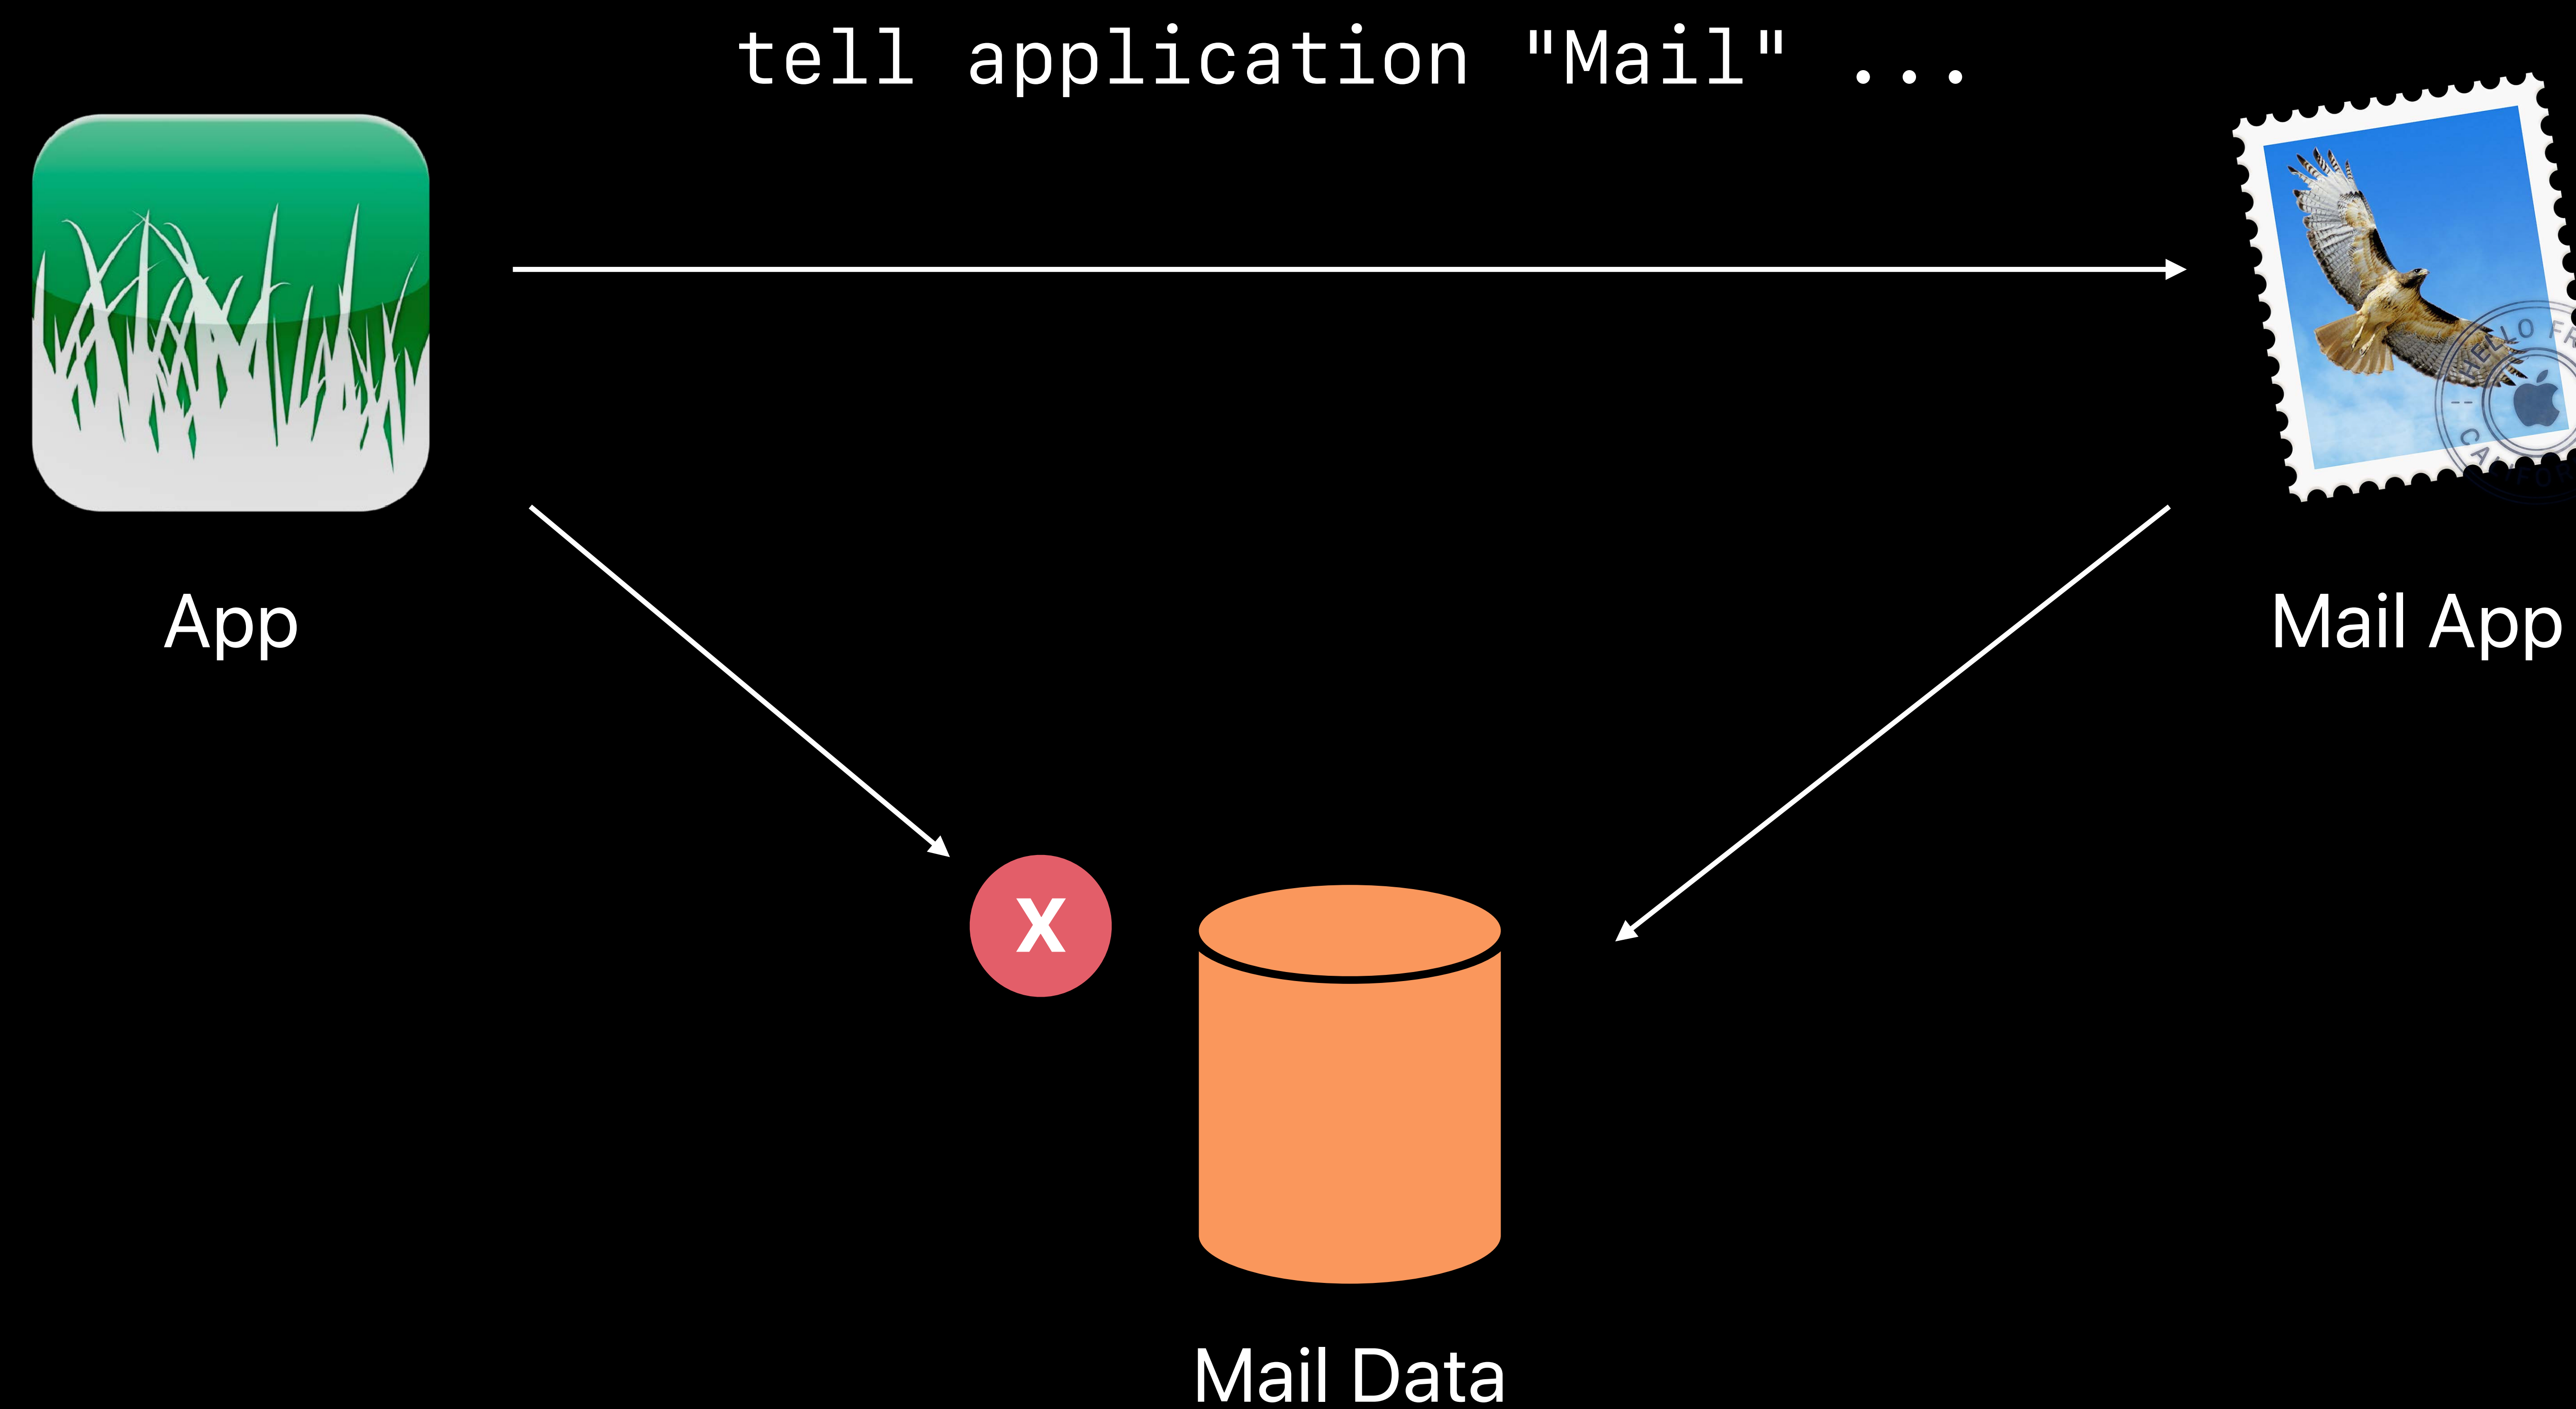 tell application "Mail" ...
App
Mail App
X
Mail Data